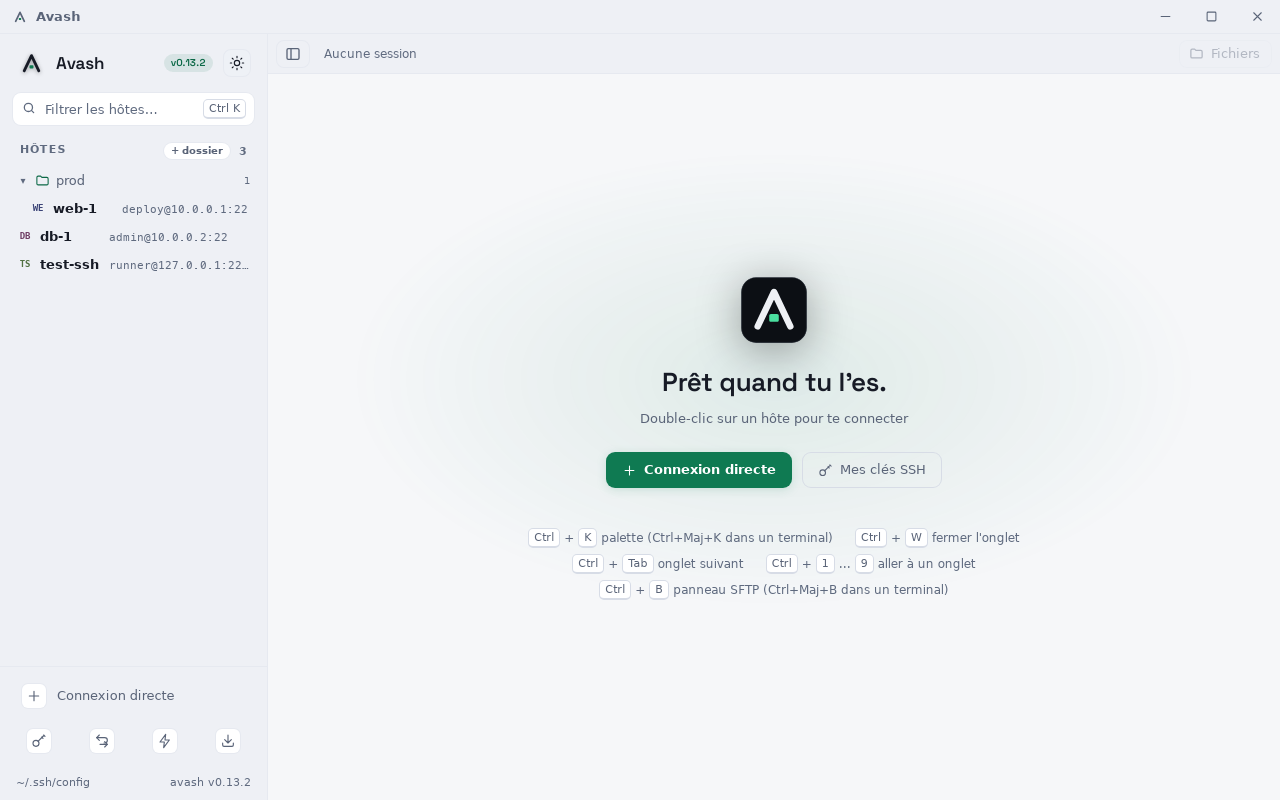 Avash
Avash
v0.13.2
Filtrer les hôtes…
Ctrl K
HÔTES
+ dossier
3
prod
1
WE web-1 deploy@10.0.0.1:22
DB db-1 admin@10.0.0.2:22
TS test-ssh runner@127.0.0.1:22…
Connexion directe
~/.ssh/config
avash v0.13.2
Aucune session
Fichiers
Prêt quand tu l’es.
Double-clic sur un hôte pour te connecter
Connexion directe
Mes clés SSH
Ctrl + K palette (Ctrl+Maj+K dans un terminal) Ctrl + W fermer l'onglet
Ctrl + Tab onglet suivant Ctrl + 1 … 9 aller à un onglet
Ctrl + B panneau SFTP (Ctrl+Maj+B dans un terminal)